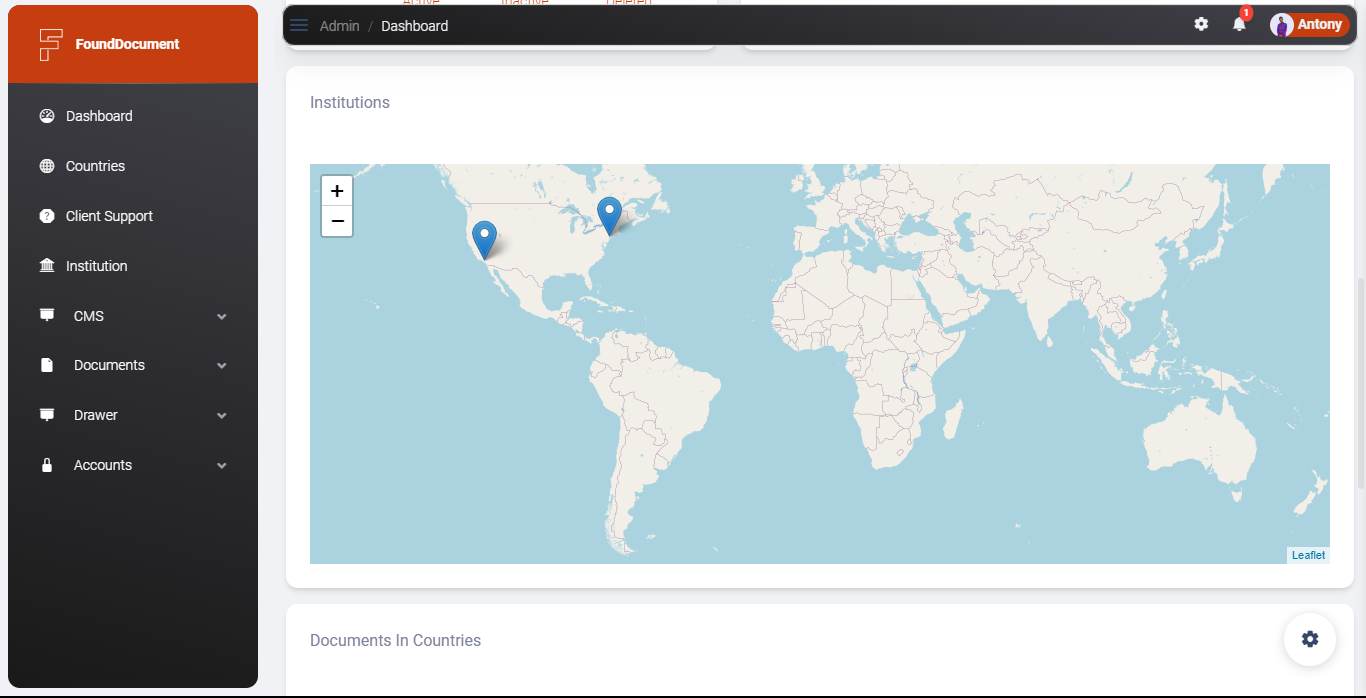 FoundDocument
Dashboard
Countries
Client Support
Institution
CMS
Documents
Drawer
Accounts
Active Inactive Deleted
Admin / Dashboard
1
Antony
Institutions
+
−
Leaflet
Documents In Countries